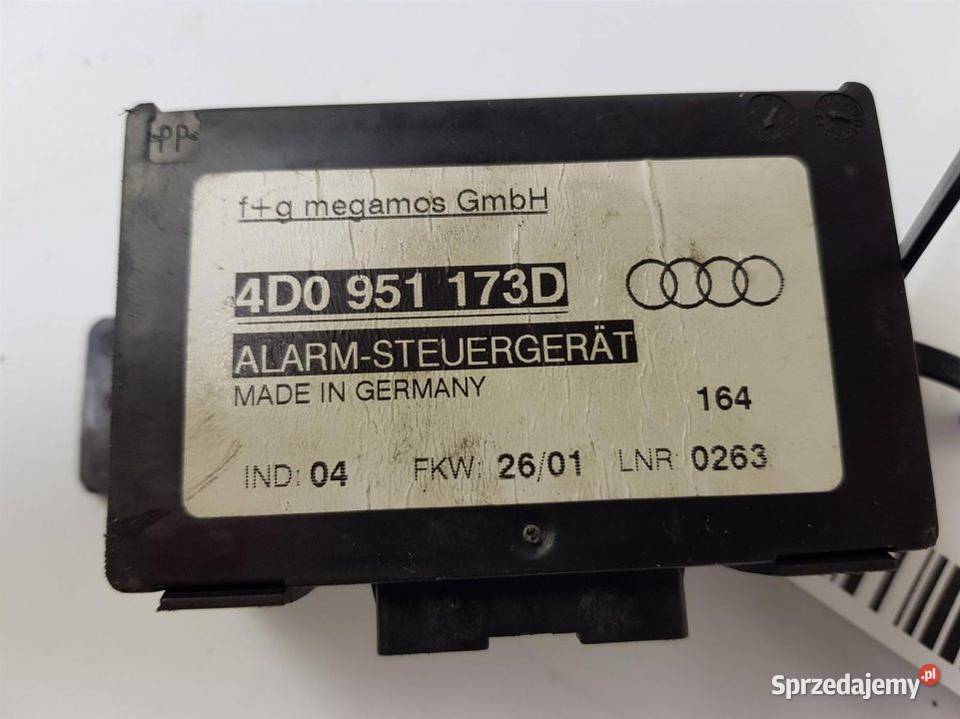 PP
f+g megamos GmbH
4D0 951 173D
ALARM-STEUERGERÄT
MADE IN GERMANY
164
IND: 04 FKW: 26/01 LNR 0263
Sprzedajemy.pl